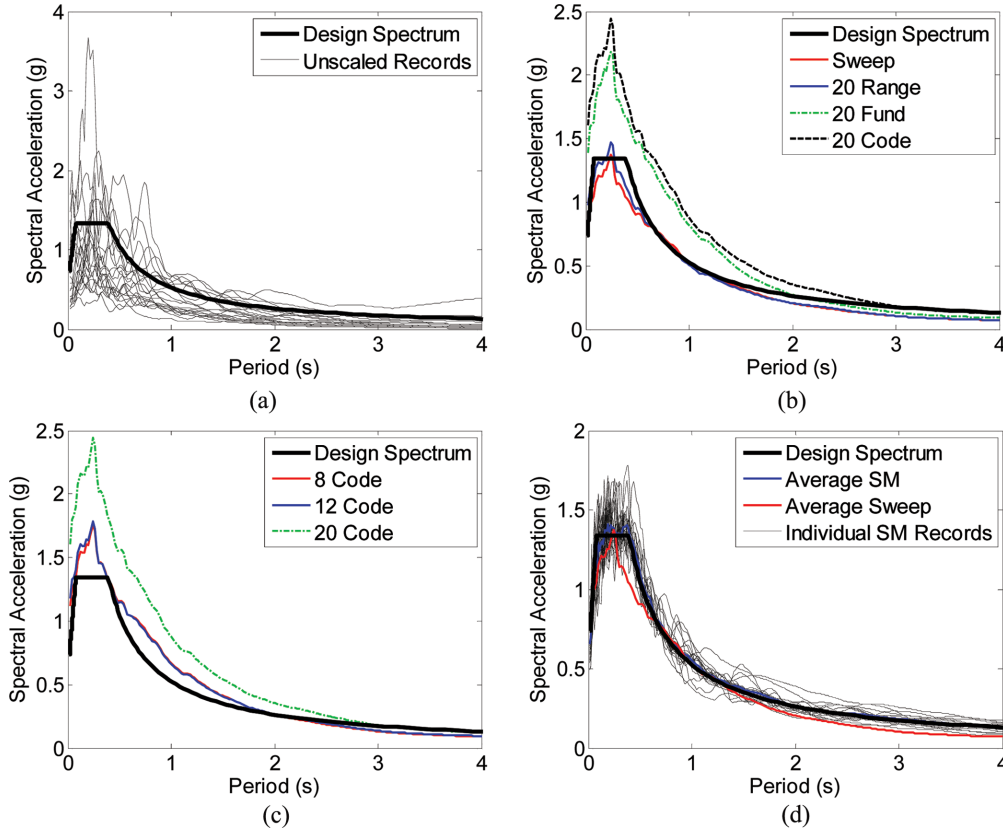 4
3
2
1
0
0
1
2
3
4
Spectral Acceleration (g)
Period (s)
Design Spectrum
Unscaled Records
(a)
2.5
2
1.5
1
0.5
0
0
1
2
3
4
Spectral Acceleration (g)
Period (s)
Design Spectrum
Sweep
20 Range
20 Fund
20 Code
(b)
2.5
2
1.5
1
0.5
0
0
1
2
3
4
Spectral Acceleration (g)
Period (s)
Design Spectrum
8 Code
12 Code
20 Code
(c)
2
1.5
1
0.5
0
0
1
2
3
4
Spectral Acceleration (g)
Period (s)
Design Spectrum
Average SM
Average Sweep
Individual SM Records
(d)